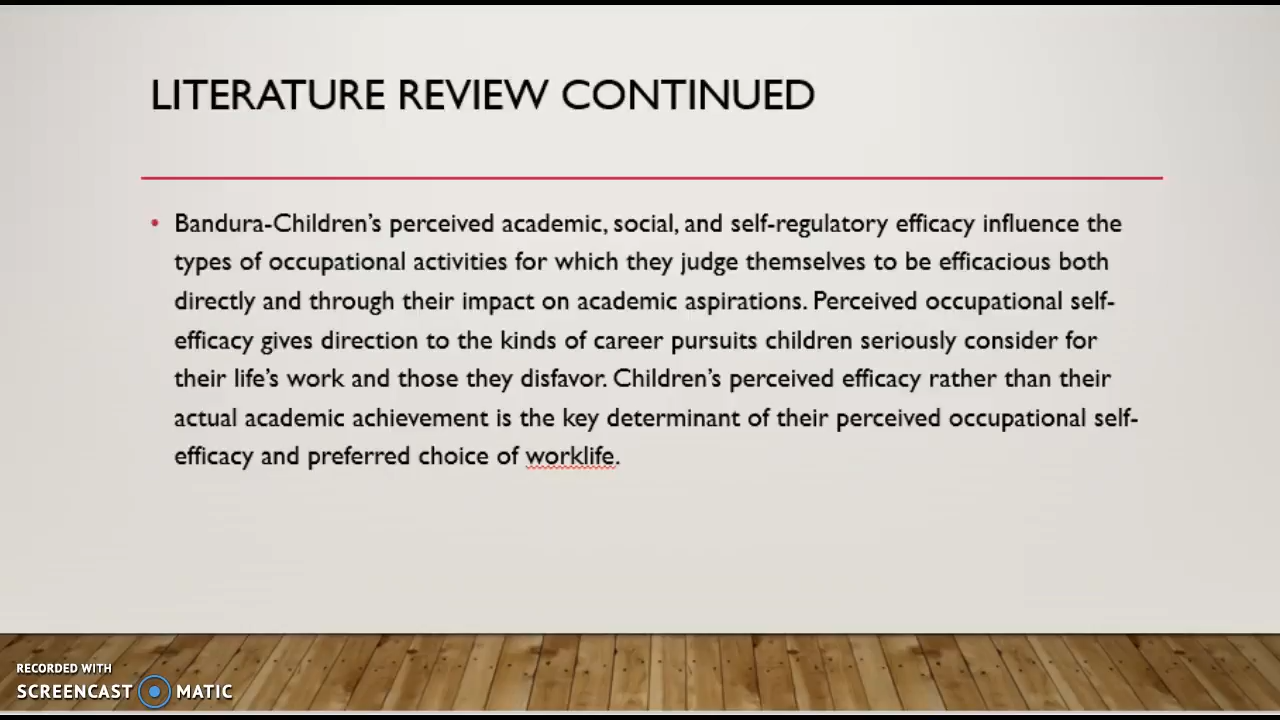 LITERATURE REVIEW CONTINUED
• Bandura-Children’s perceived academic, social, and self-regulatory efficacy influence the
types of occupational activities for which they judge themselves to be efficacious both
directly and through their impact on academic aspirations. Perceived occupational self-
efficacy gives direction to the kinds of career pursuits children seriously consider for
their life’s work and those they disfavor. Children’s perceived efficacy rather than their
actual academic achievement is the key determinant of their perceived occupational self-
efficacy and preferred choice of worklife.
RECORDED WITH
SCREENCAST MATIC